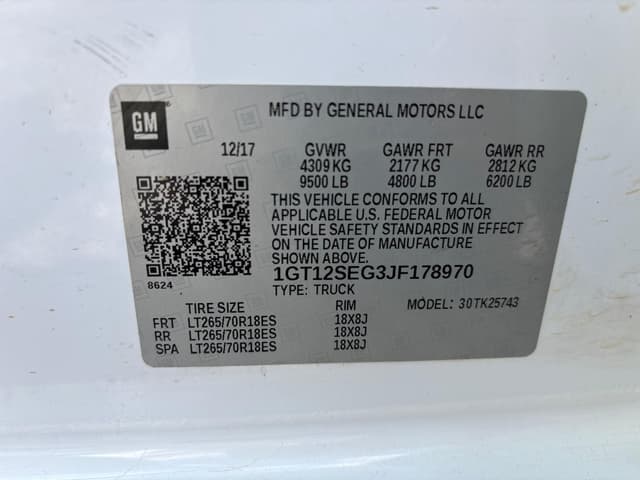 GM
MFD BY GENERAL MOTORS LLC
12/17 GVWR GAWR FRT GAWR RR
4309 KG 2177 KG 2812 KG
9500 LB 4800 LB 6200 LB
THIS VEHICLE CONFORMS TO ALL
APPLICABLE U.S. FEDERAL MOTOR
VEHICLE SAFETY STANDARDS IN EFFECT
ON THE DATE OF MANUFACTURE
SHOWN ABOVE.
8624 1GT12SEG3JF178970
TYPE: TRUCK MODEL: 30TK25743
TIRE SIZE RIM
FRT LT265/70R18ES 18X8J
RR LT265/70R18ES 18X8J
SPA LT265/70R18ES 18X8J